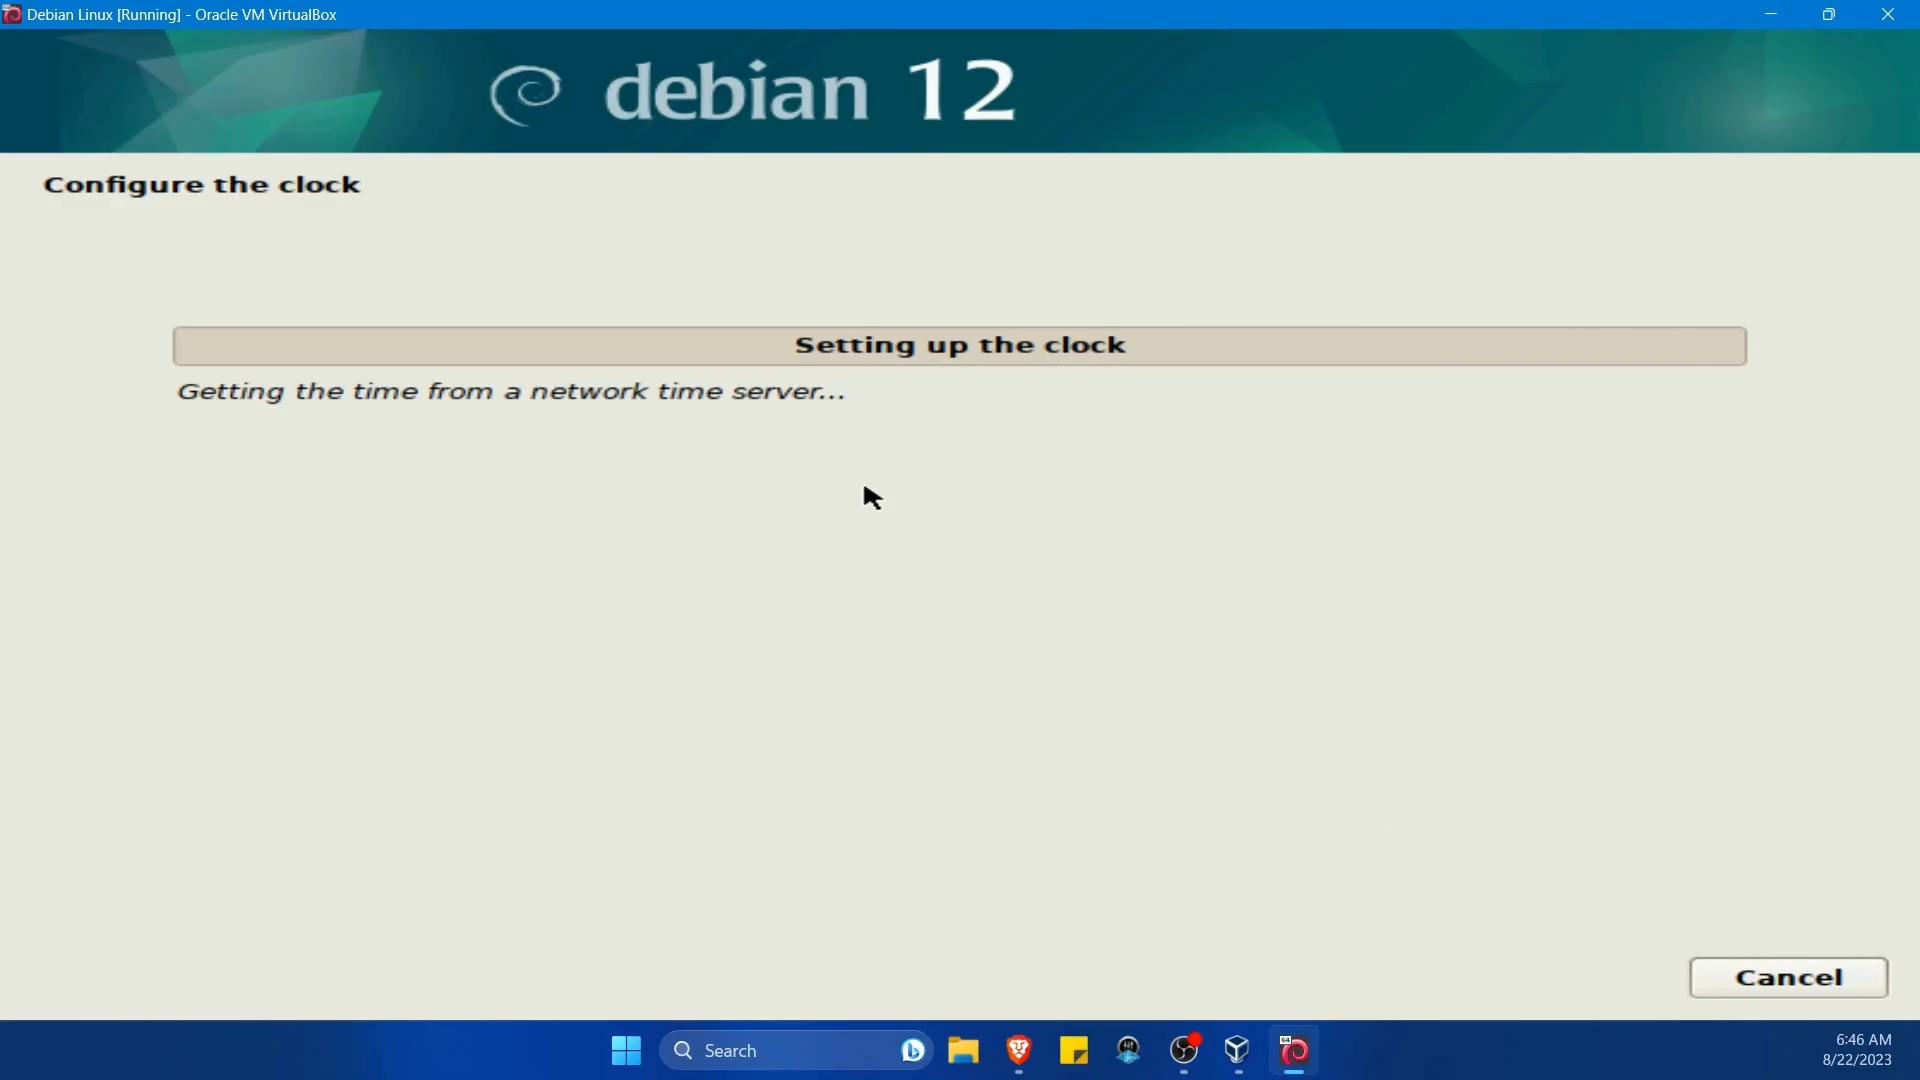 Debian Linux [Running] - Oracle VM VirtualBox
debian 12
Configure the clock
Setting up the clock
Getting the time from a network time server...
Cancel
Search
64
6:46 AM
8/22/2023